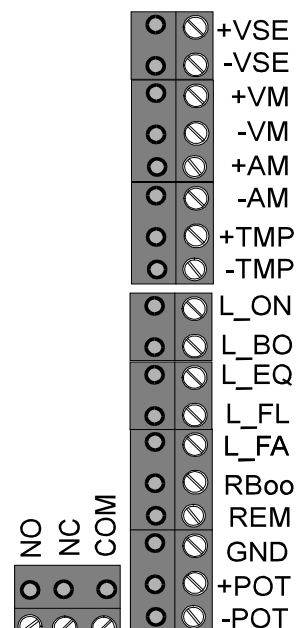 +VSE
-VSE
+VM
-VM
+AM
-AM
+TMP
-TMP
L_ON
L_BO
L_EQ
L_FL
L_FA
RBoo
REM
GND
+POT
-POT
NO
NC
COM